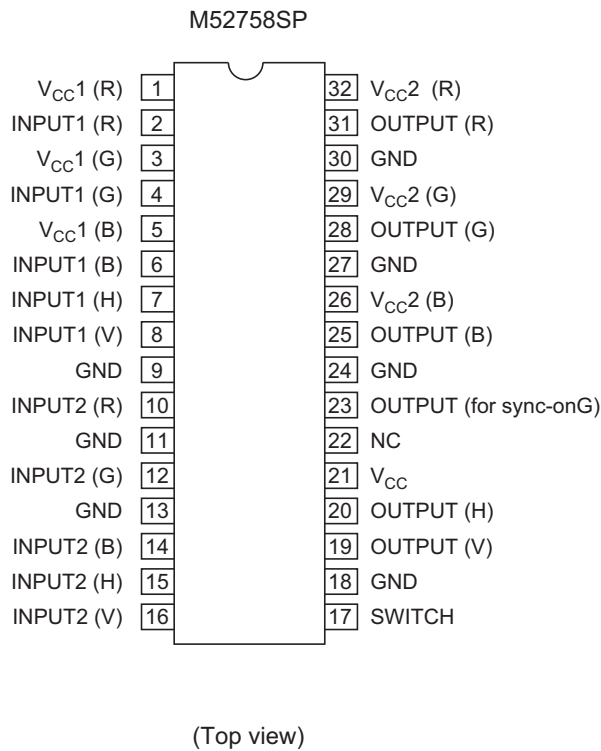 M52758SP
VCC1 (R) 1 32 VCC2 (R)
INPUT1 (R) 2 31 OUTPUT (R)
VCC1 (G) 3 30 GND
INPUT1 (G) 4 29 VCC2 (G)
VCC1 (B) 5 28 OUTPUT (G)
INPUT1 (B) 6 27 GND
INPUT1 (H) 7 26 VCC2 (B)
INPUT1 (V) 8 25 OUTPUT (B)
GND 9 24 GND
INPUT2 (R) 10 23 OUTPUT (for sync-onG)
GND 11 22 NC
INPUT2 (G) 12 21 VCC
GND 13 20 OUTPUT (H)
INPUT2 (B) 14 19 OUTPUT (V)
INPUT2 (H) 15 18 GND
INPUT2 (V) 16 17 SWITCH
(Top view)